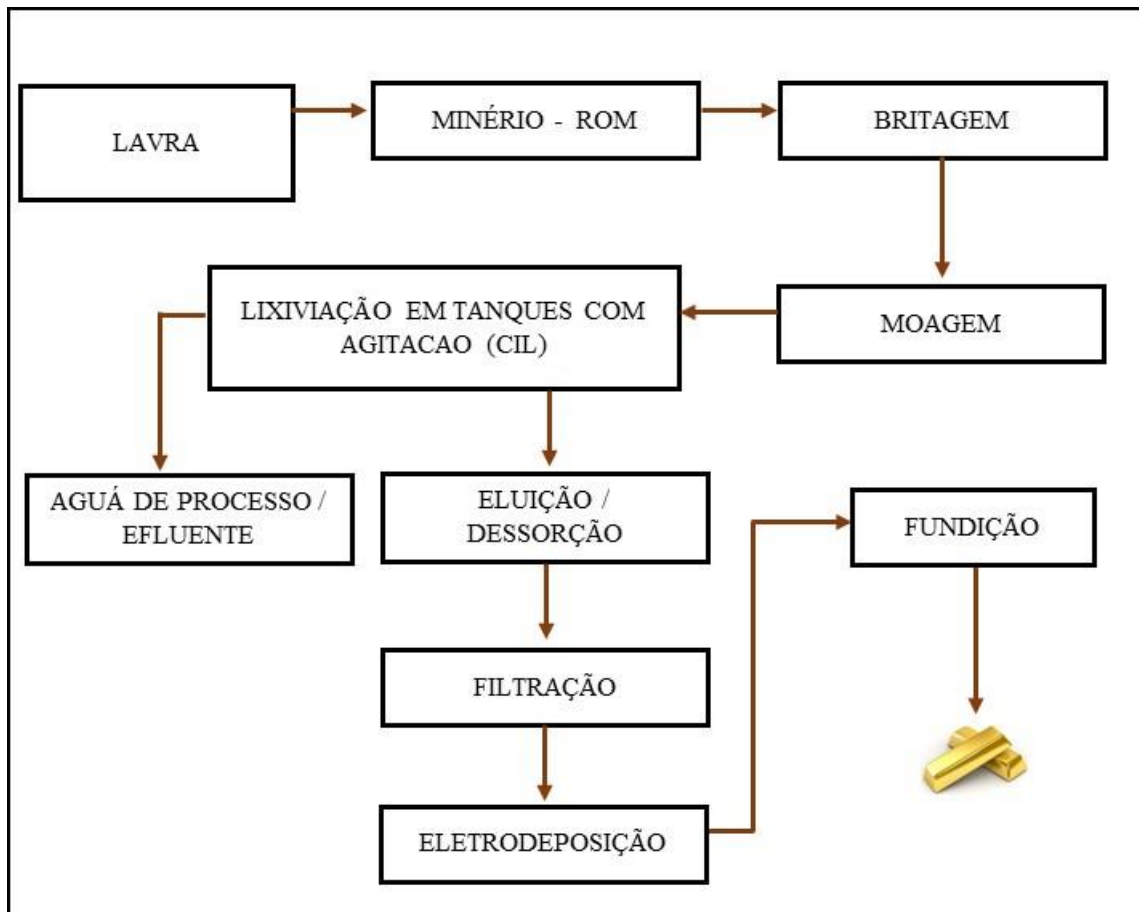 LAVRA
MINÉRIO - ROM
BRITAGEM
MOAGEM
LIXIVIAÇÃO EM TANQUES COM
AGITACAO (CIL)
AGUÁ DE PROCESSO /
EFLUENTE
ELUIÇÃO /
DESSORÇÃO
FILTRAÇÃO
ELETRODEPOSIÇÃO
FUNDIÇÃO